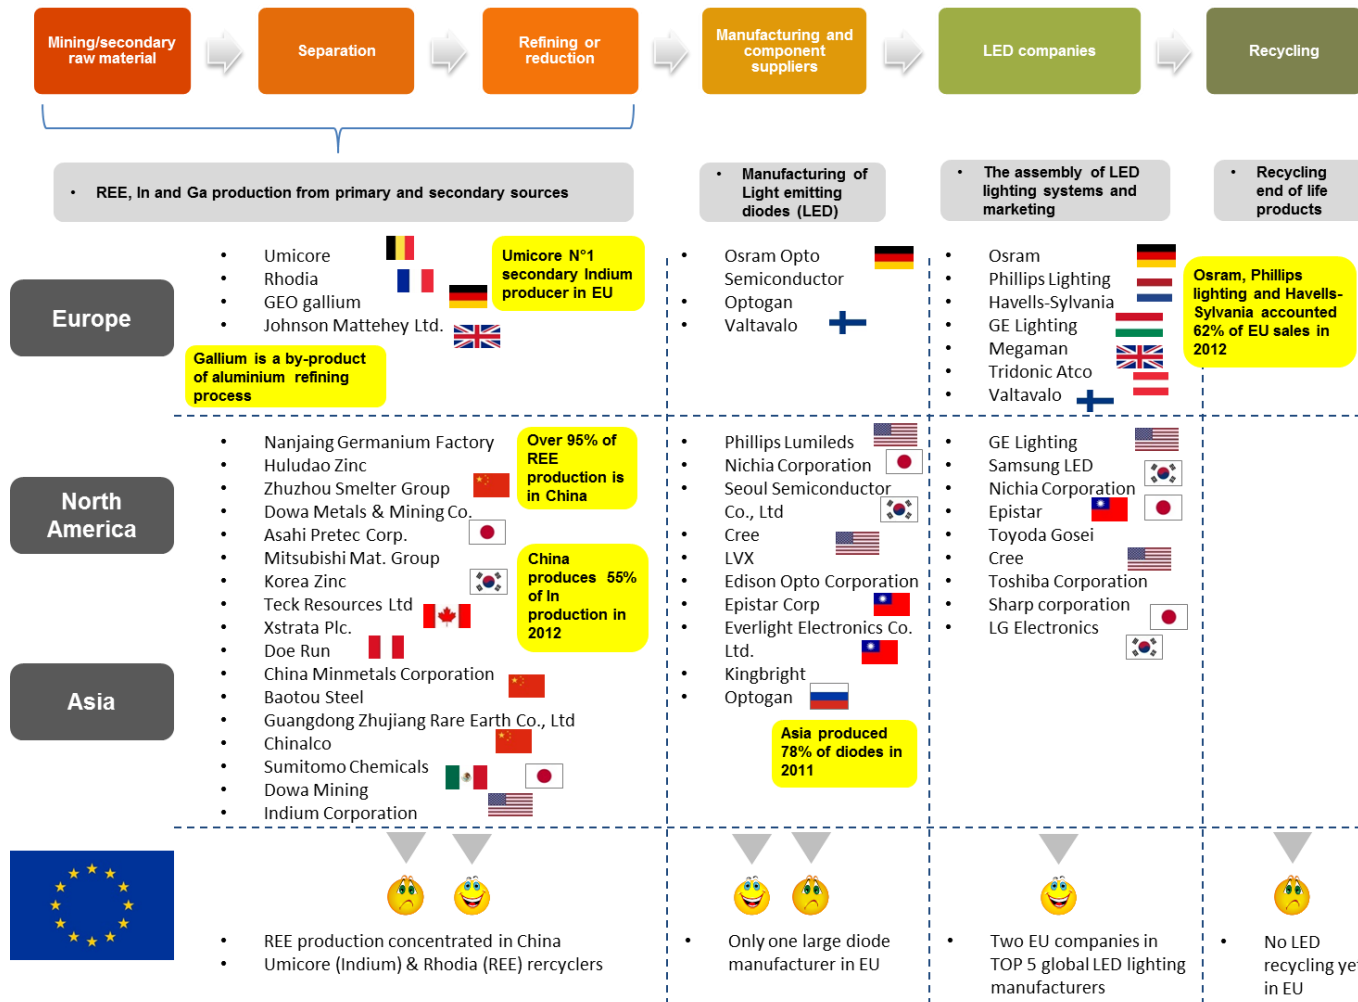 Mining/secondary
raw material
Separation
Refining or
reduction
Manufacturing and
component
suppliers
LED companies
Recycling
• REE, In and Ga production from primary and secondary sources
• Manufacturing of
Light emitting
diodes (LED)
• The assembly of LED
lighting systems and
marketing
• Recycling
end of life
products
Europe
• Umicore
• Rhodia
• GEO gallium
• Johnson Mattehey Ltd.
Umicore N°1
secondary Indium
producer in EU
Gallium is a by-product
of aluminium refining
process
• Osram Opto
Semiconductor
• Optogan
• Valtavalo
• Osram
• Phillips Lighting
• Havells-Sylvania
• GE Lighting
• Megaman
• Tridonic Atco
• Valtavalo
Osram, Phillips
lighting and Havells-
Sylvania accounted
62% of EU sales in
2012
North
America
Asia
• Nanjaing Germanium Factory
• Huludao Zinc
• Zhuzhou Smelter Group
• Dowa Metals & Mining Co.
• Asahi Pretec Corp.
• Mitsubishi Mat. Group
• Korea Zinc
• Teck Resources Ltd
• Xstrata Plc.
• Doe Run
• China Minmetals Corporation
• Baotou Steel
• Guangdong Zhujiang Rare Earth Co., Ltd
• Chinalco
• Sumitomo Chemicals
• Dowa Mining
• Indium Corporation
Over 95% of
REE
production is
in China
China
produces 55%
of In
production in
2012
• Phillips Lumileds
• Nichia Corporation
• Seoul Semiconductor
Co., Ltd
• Cree
• LVX
• Edison Opto Corporation
• Epistar Corp
• Everlight Electronics Co.
Ltd.
• Kingbright
• Optogan
Asia produced
78% of diodes in
2011
• GE Lighting
• Samsung LED
• Nichia Corporation
• Epistar
• Toyoda Gosei
• Cree
• Toshiba Corporation
• Sharp corporation
• LG Electronics
• REE production concentrated in China
• Umicore (Indium) & Rhodia (REE) rercyclers
• Only one large diode
manufacturer in EU
• Two EU companies in
TOP 5 global LED lighting
manufacturers
• No LED
recycling yet
in EU